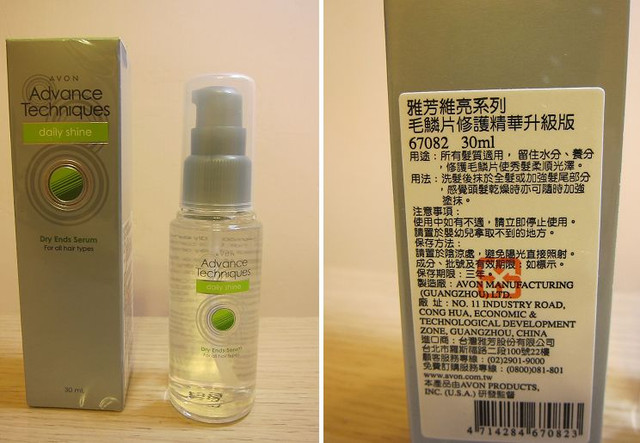 AVON
Advance
Techniques
daily shine
Dry Ends Serum
For all hair types
30 ml
AVON
Advance
Techniques
daily shine
Dry Ends Serum
For all hair types
雅芳維亮系列
毛鱗片修護精華升級版
67082 30ml
用途：所有髮質適用，留住水分、養分
，修護毛鱗片使秀髮柔順光澤。
用法：洗髮後抹於全髮或加強髮尾部分
，感覺頭髮乾燥時亦可隨時加強
塗抹。
注意事項：
使用中如有不適，請立即停止使用。
請置於嬰幼兒拿取不到的地方。
保存方法：
請置於陰涼處，避免陽光直接照射。
成分、批號及有效期限：如標示。
保存期限：三年。
製造廠：AVON MANUFACTURING
(GUANGZHOU) LTD.
廠 址：NO. 11 INDUSTRY ROAD,
CONG HUA, ECONOMIC &
TECHNOLOGICAL DEVELOPMENT
ZONE, GUANGZHOU, CHINA
進口商：台灣雅芳股份有限公司
台北市羅斯福路二段100號22樓
顧客服務專線：(02)2901-9000
免費訂購服務專線：(0800)081-801
www.avon.com.tw
本產品由AVON PRODUCTS,
INC. (U.S.A.) 研發監督
4 714284 670823